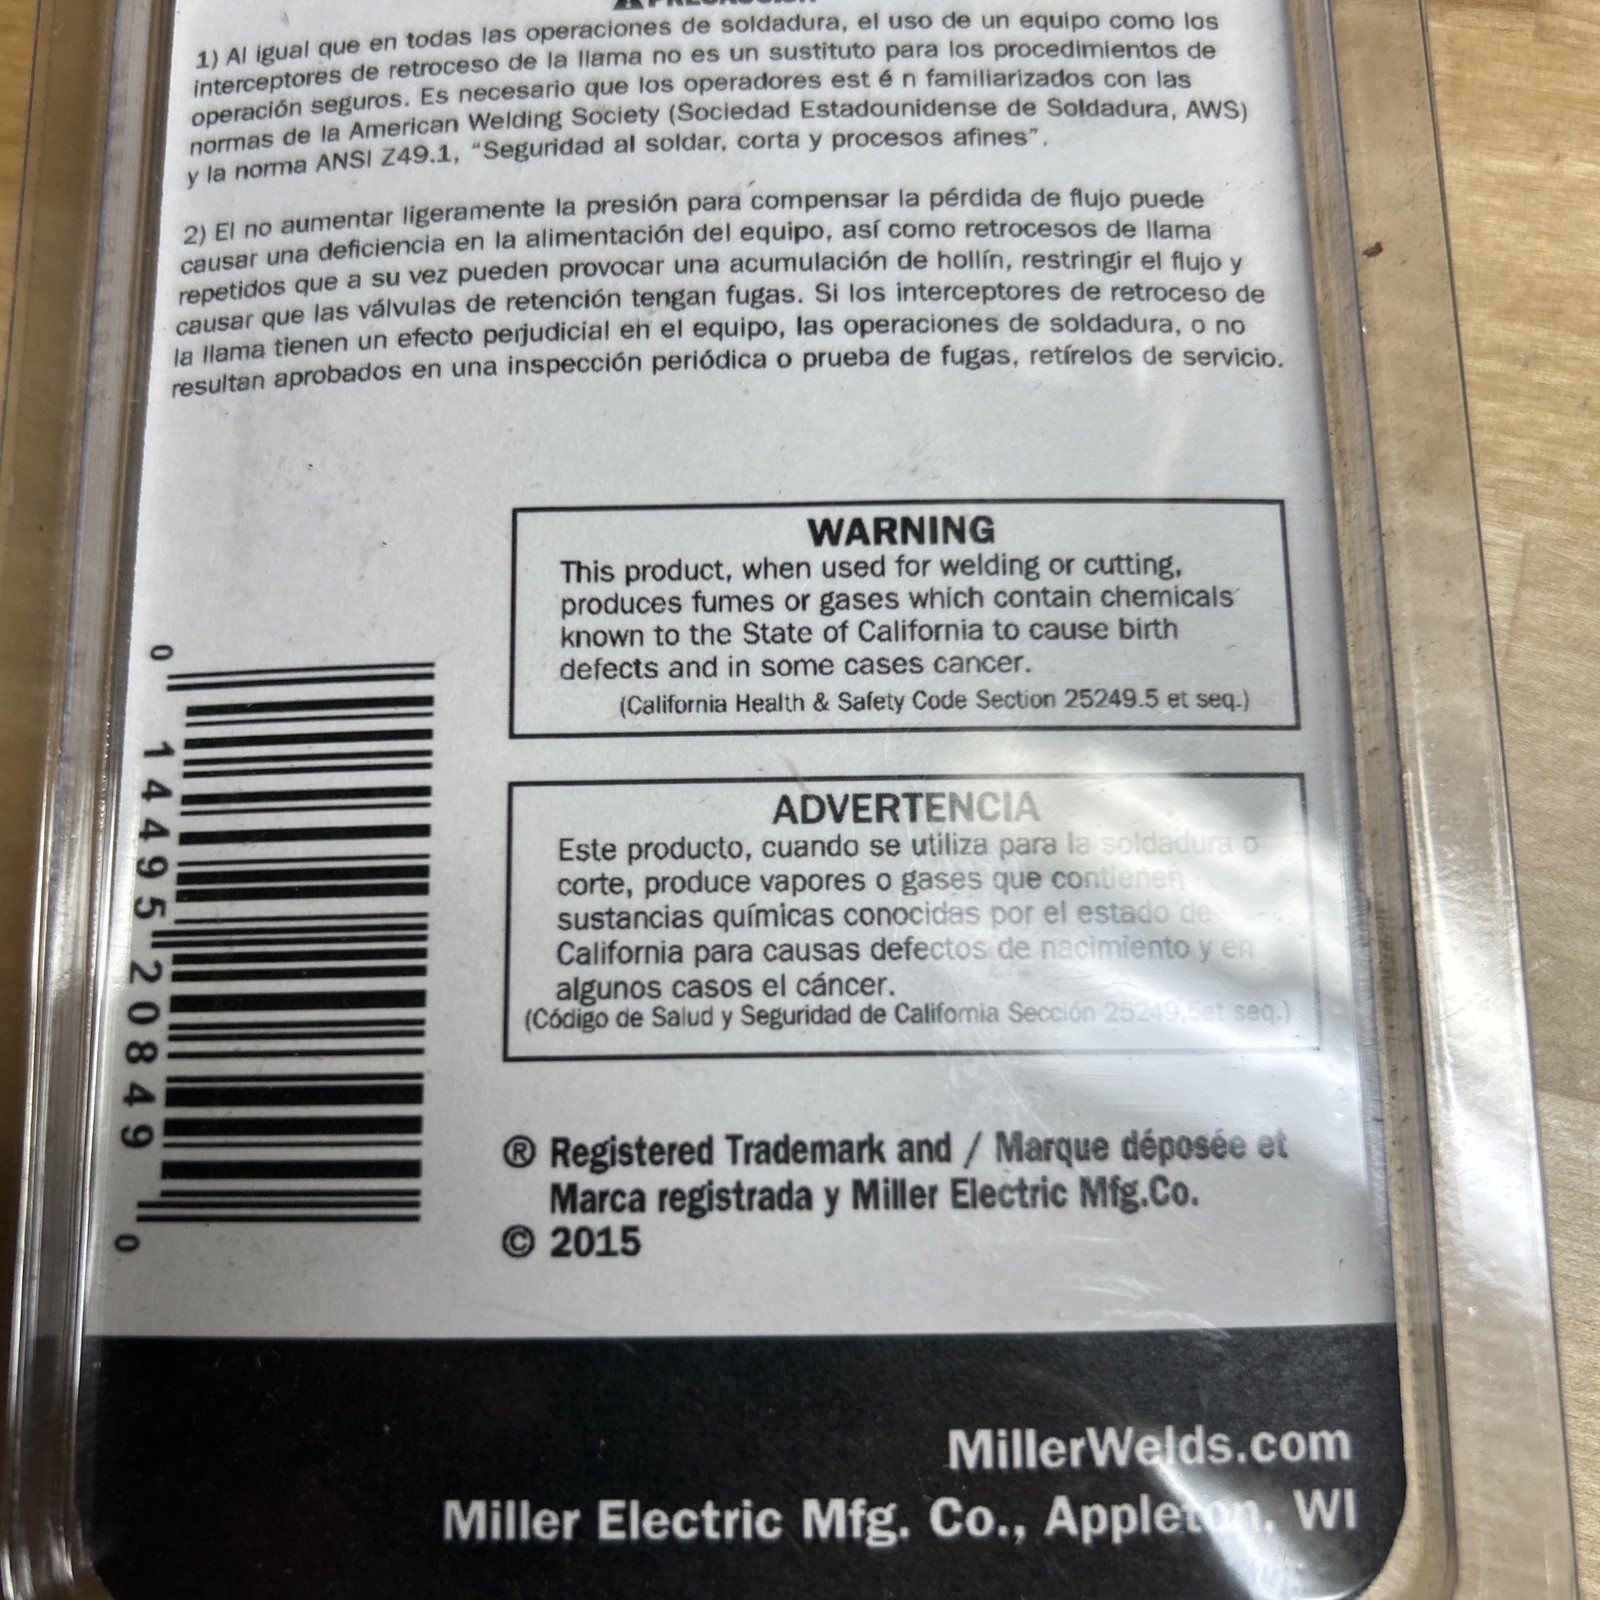 PRECAUCIÓN
1) Al igual que en todas las operaciones de soldadura, el uso de un equipo como los
interceptores de retroceso de la llama no es un sustituto para los procedimientos de
operación seguros. Es necesario que los operadores est é n familiarizados con las
normas de la American Welding Society (Sociedad Estadounidense de Soldadura, AWS)
y la norma ANSI Z49.1, “Seguridad al soldar, corta y procesos afines”.
2) El no aumentar ligeramente la presión para compensar la pérdida de flujo puede
causar una deficiencia en la alimentación del equipo, así como retrocesos de llama
repetidos que a su vez pueden provocar una acumulación de hollín, restringir el flujo y
causar que las válvulas de retención tengan fugas. Si los interceptores de retroceso de
la llama tienen un efecto perjudicial en el equipo, las operaciones de soldadura, o no
resultan aprobados en una inspección periódica o prueba de fugas, retírelos de servicio.
WARNING
This product, when used for welding or cutting,
produces fumes or gases which contain chemicals
known to the State of California to cause birth
defects and in some cases cancer.
(California Health & Safety Code Section 25249.5 et seq.)
ADVERTENCIA
Este producto, cuando se utiliza para la soldadura o
corte, produce vapores o gases que contienen
sustancias químicas conocidas por el estado de
California para causas defectos de nacimiento y en
algunos casos el cáncer.
(Código de Salud y Seguridad de California Sección 25249,5et seq.)
0 14495 20849 0
® Registered Trademark and / Marque déposée et
Marca registrada y Miller Electric Mfg.Co.
© 2015
MillerWelds.com
Miller Electric Mfg. Co., Appleton, WI